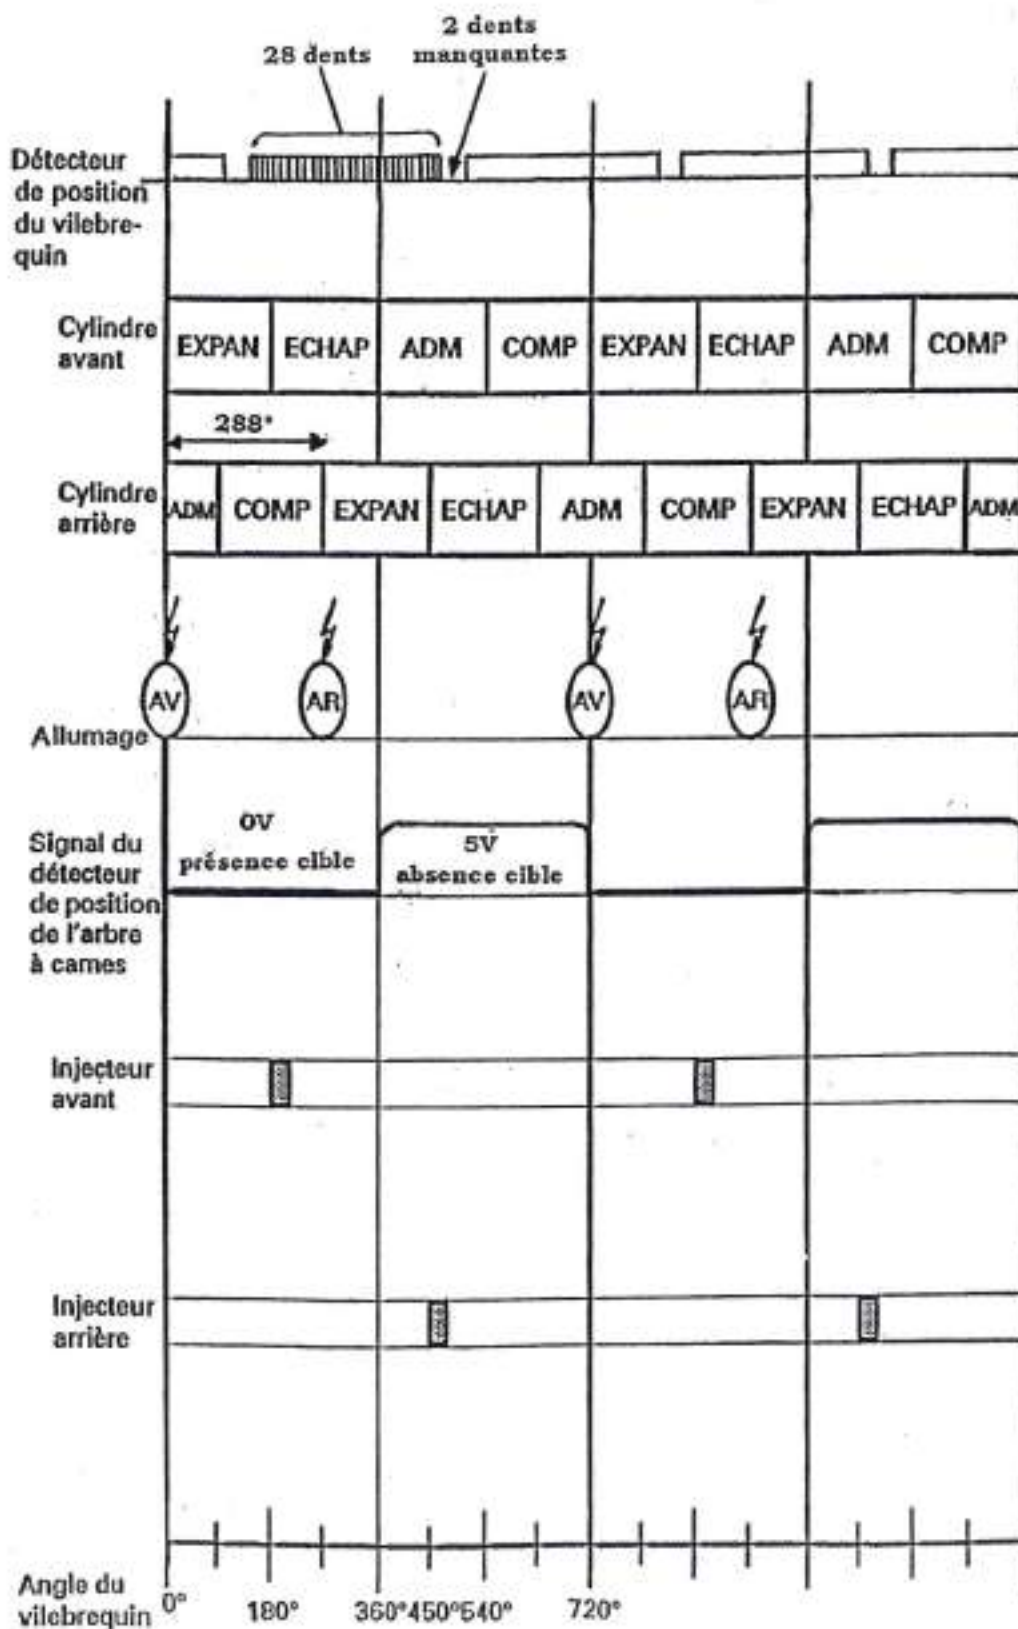 2 dents
28 dents manquantes
Détecteur
de position
du vilebre-
quin
Cylindre
avant
EXPAN ECHAP ADM COMP EXPAN ECHAP ADM COMP
288°
Cylindre
arrière
ADM COMP EXPAN ECHAP ADM COMP EXPAN ECHAP ADM
AV AR AV AR
Allumage
Signal du
détecteur
de position
de l'arbre
à cames
0V
présence cible
5V
absence cible
Injecteur
avant
Injecteur
arrière
Angle du
vilebrequin
0° 180° 360° 450° 540° 720°